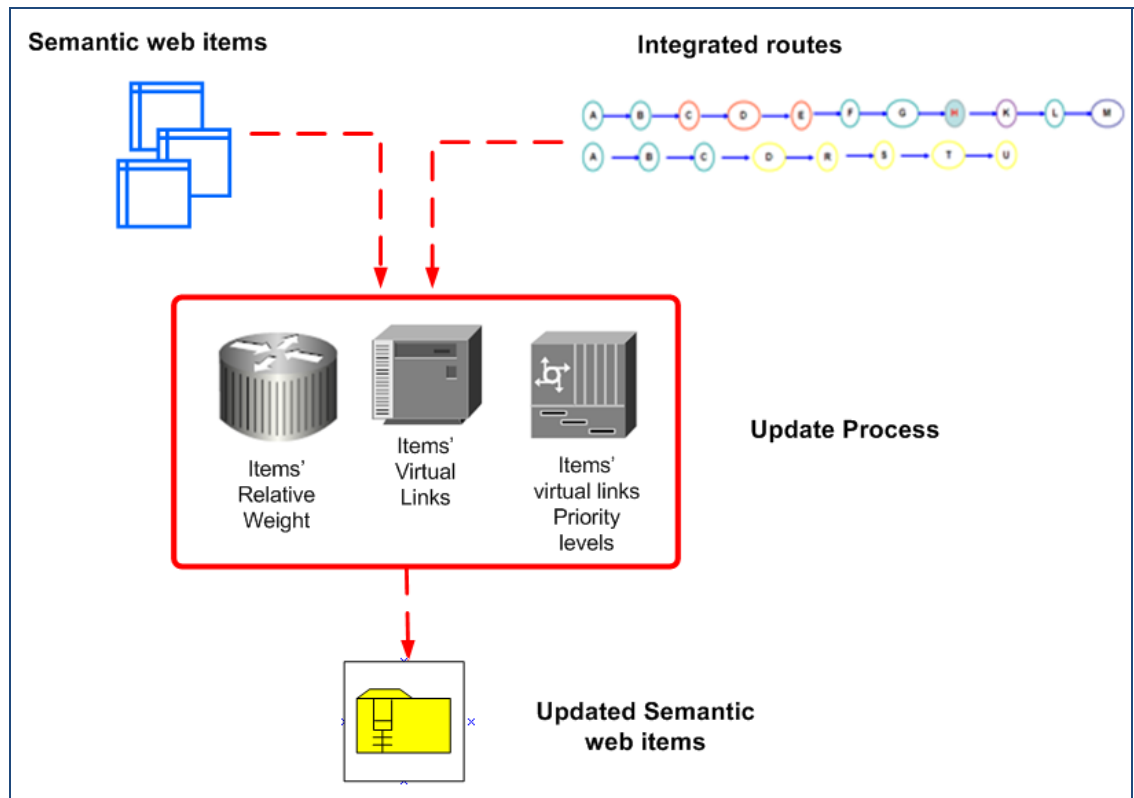 Semantic web items
Integrated routes
A B C D E F G H K L M
A B C D R S T U
Items'
Relative
Weight
Items'
Virtual
Links
Items'
virtual links
Priority
levels
Update Process
Updated Semantic
web items